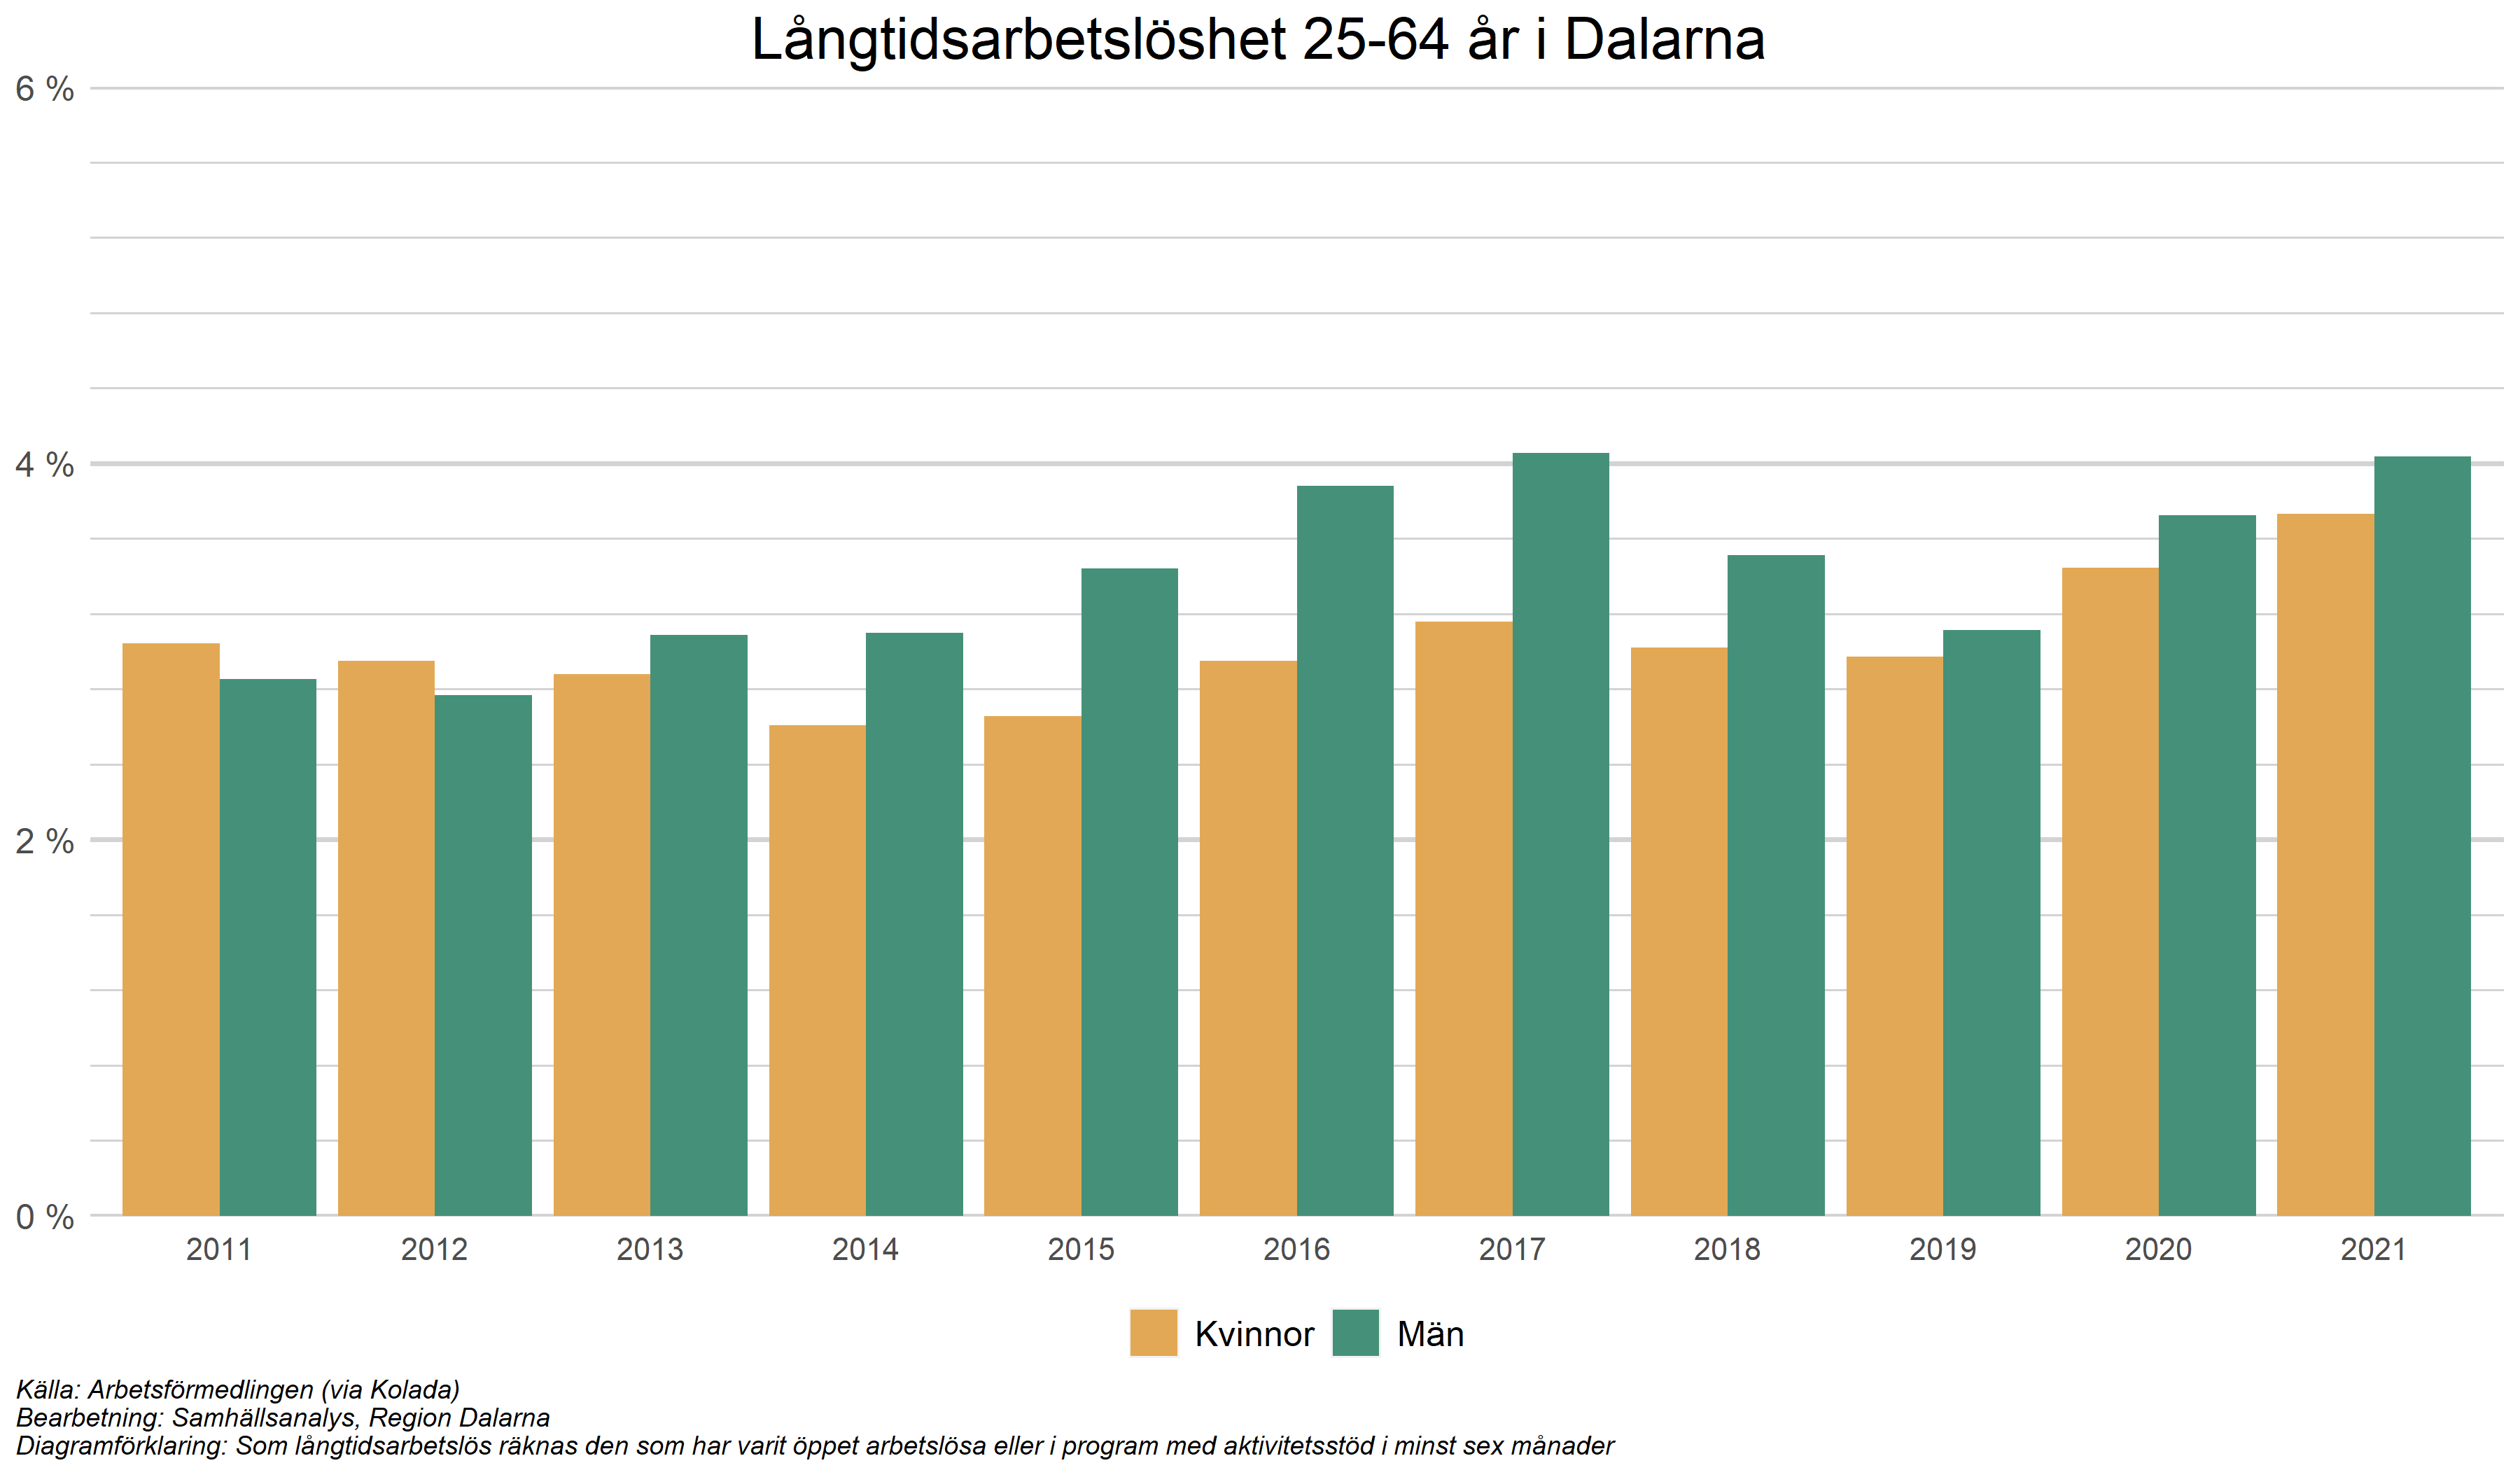 Långtidsarbetslöshet 25-64 år i Dalarna
6 %
4 %
2 %
0 %
2011 2012 2013 2014 2015 2016 2017 2018 2019 2020 2021
Kvinnor Män
Källa: Arbetsförmedlingen (via Kolada)
Bearbetning: Samhällsanalys, Region Dalarna
Diagramförklaring: Som långtidsarbetslös räknas den som har varit öppet arbetslösa eller i program med aktivitetsstöd i minst sex månader